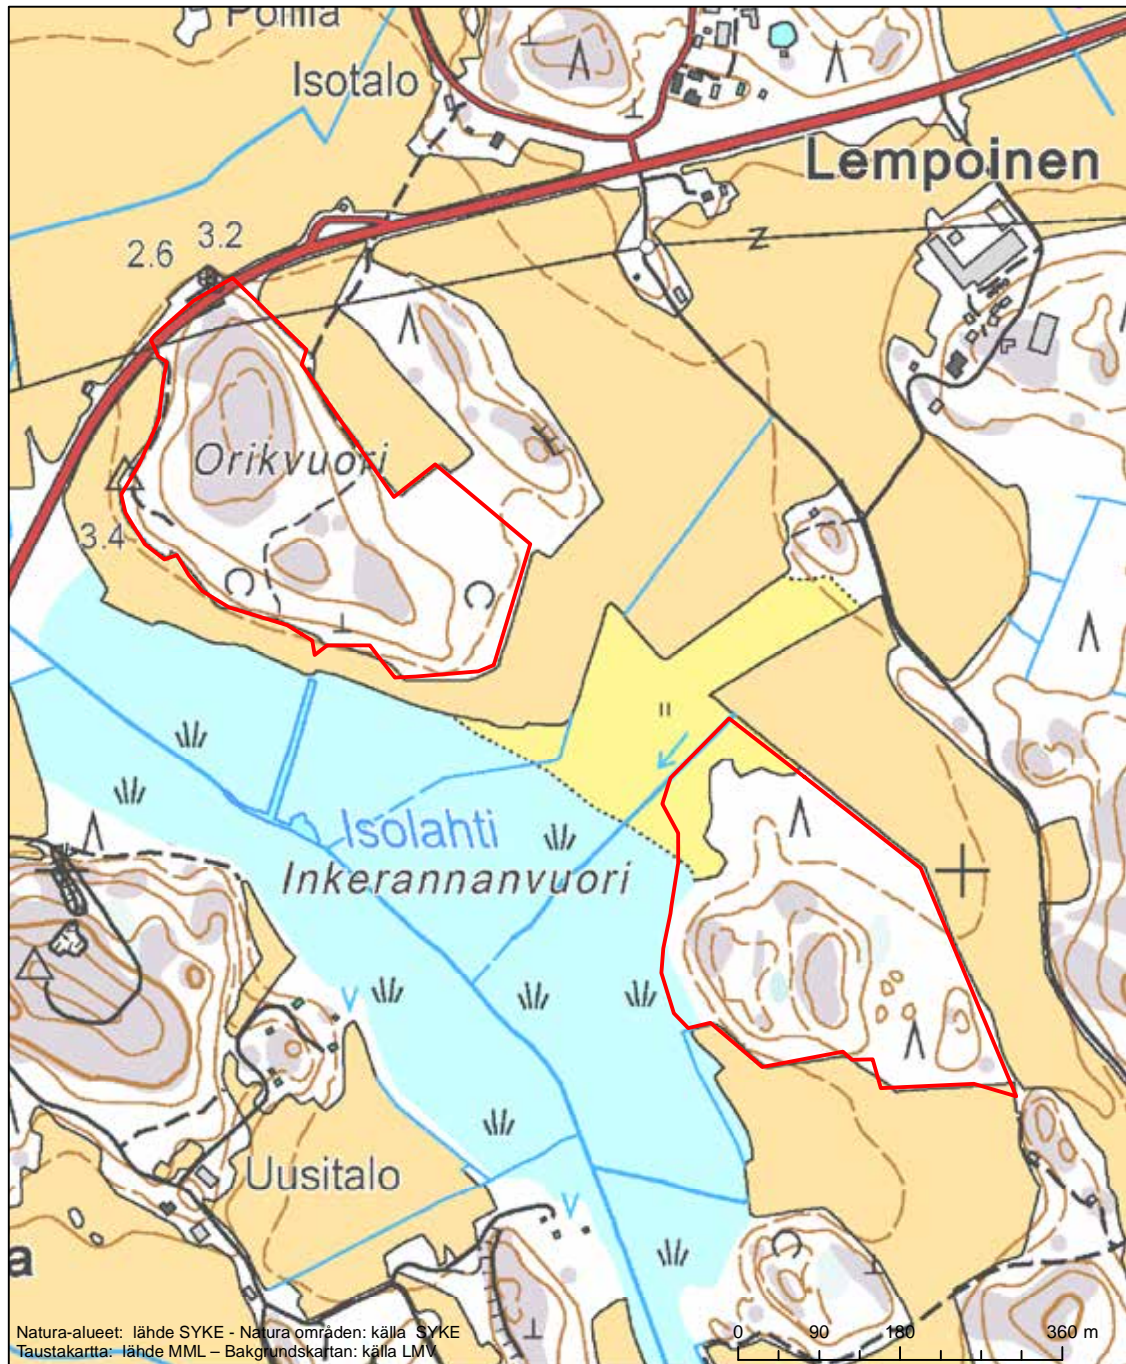 Isotalo
Lempoinen
2.6
3.2
Orikvuori
3.4
Isolahti
Inkerannanvuori
Uusitalo
a
Natura-alueet: lähde SYKE - Natura områden: källa SYKE
Taustakartta: lähde MML – Bakgrundskartan: källa LMV
0 90 180 360 m